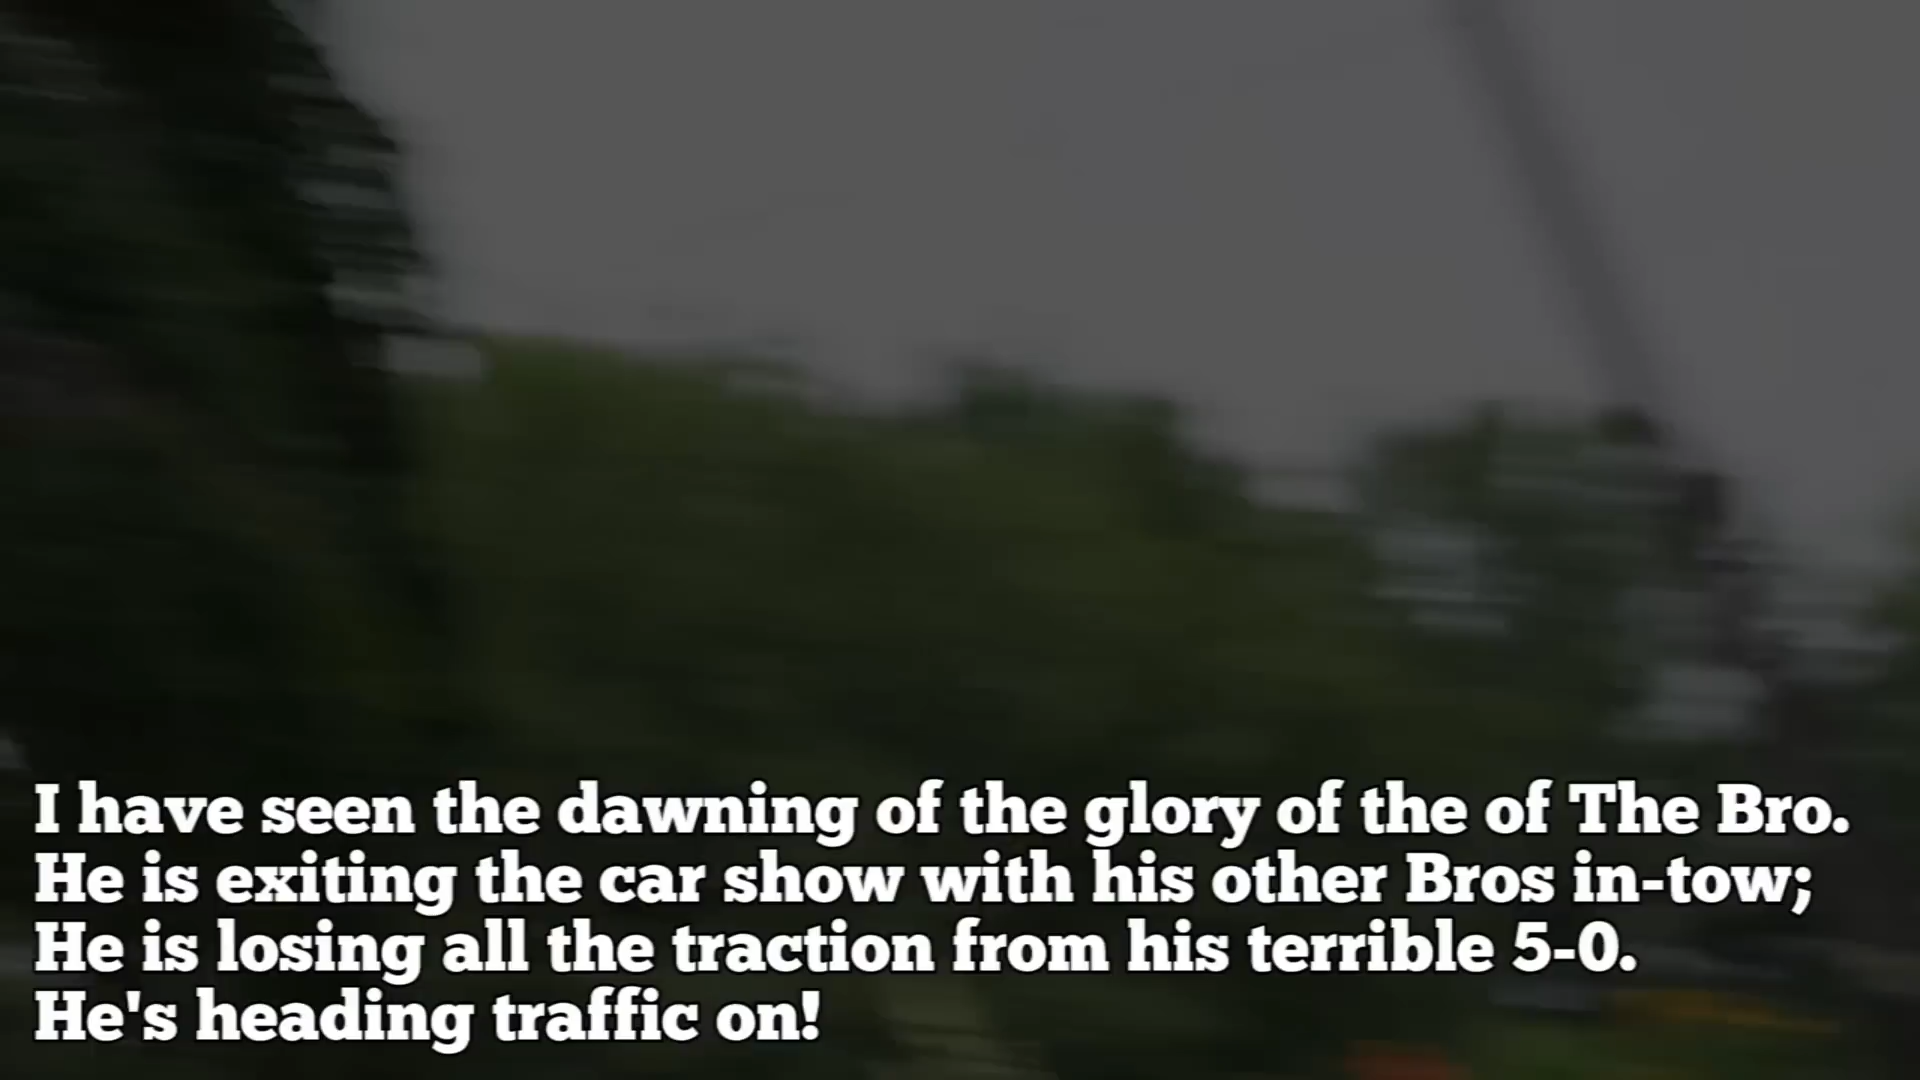 I have seen the dawning of the glory of the of The Bro.
He is exiting the car show with his other Bros in-tow;
He is losing all the traction from his terrible 5-0.
He's heading traffic on!